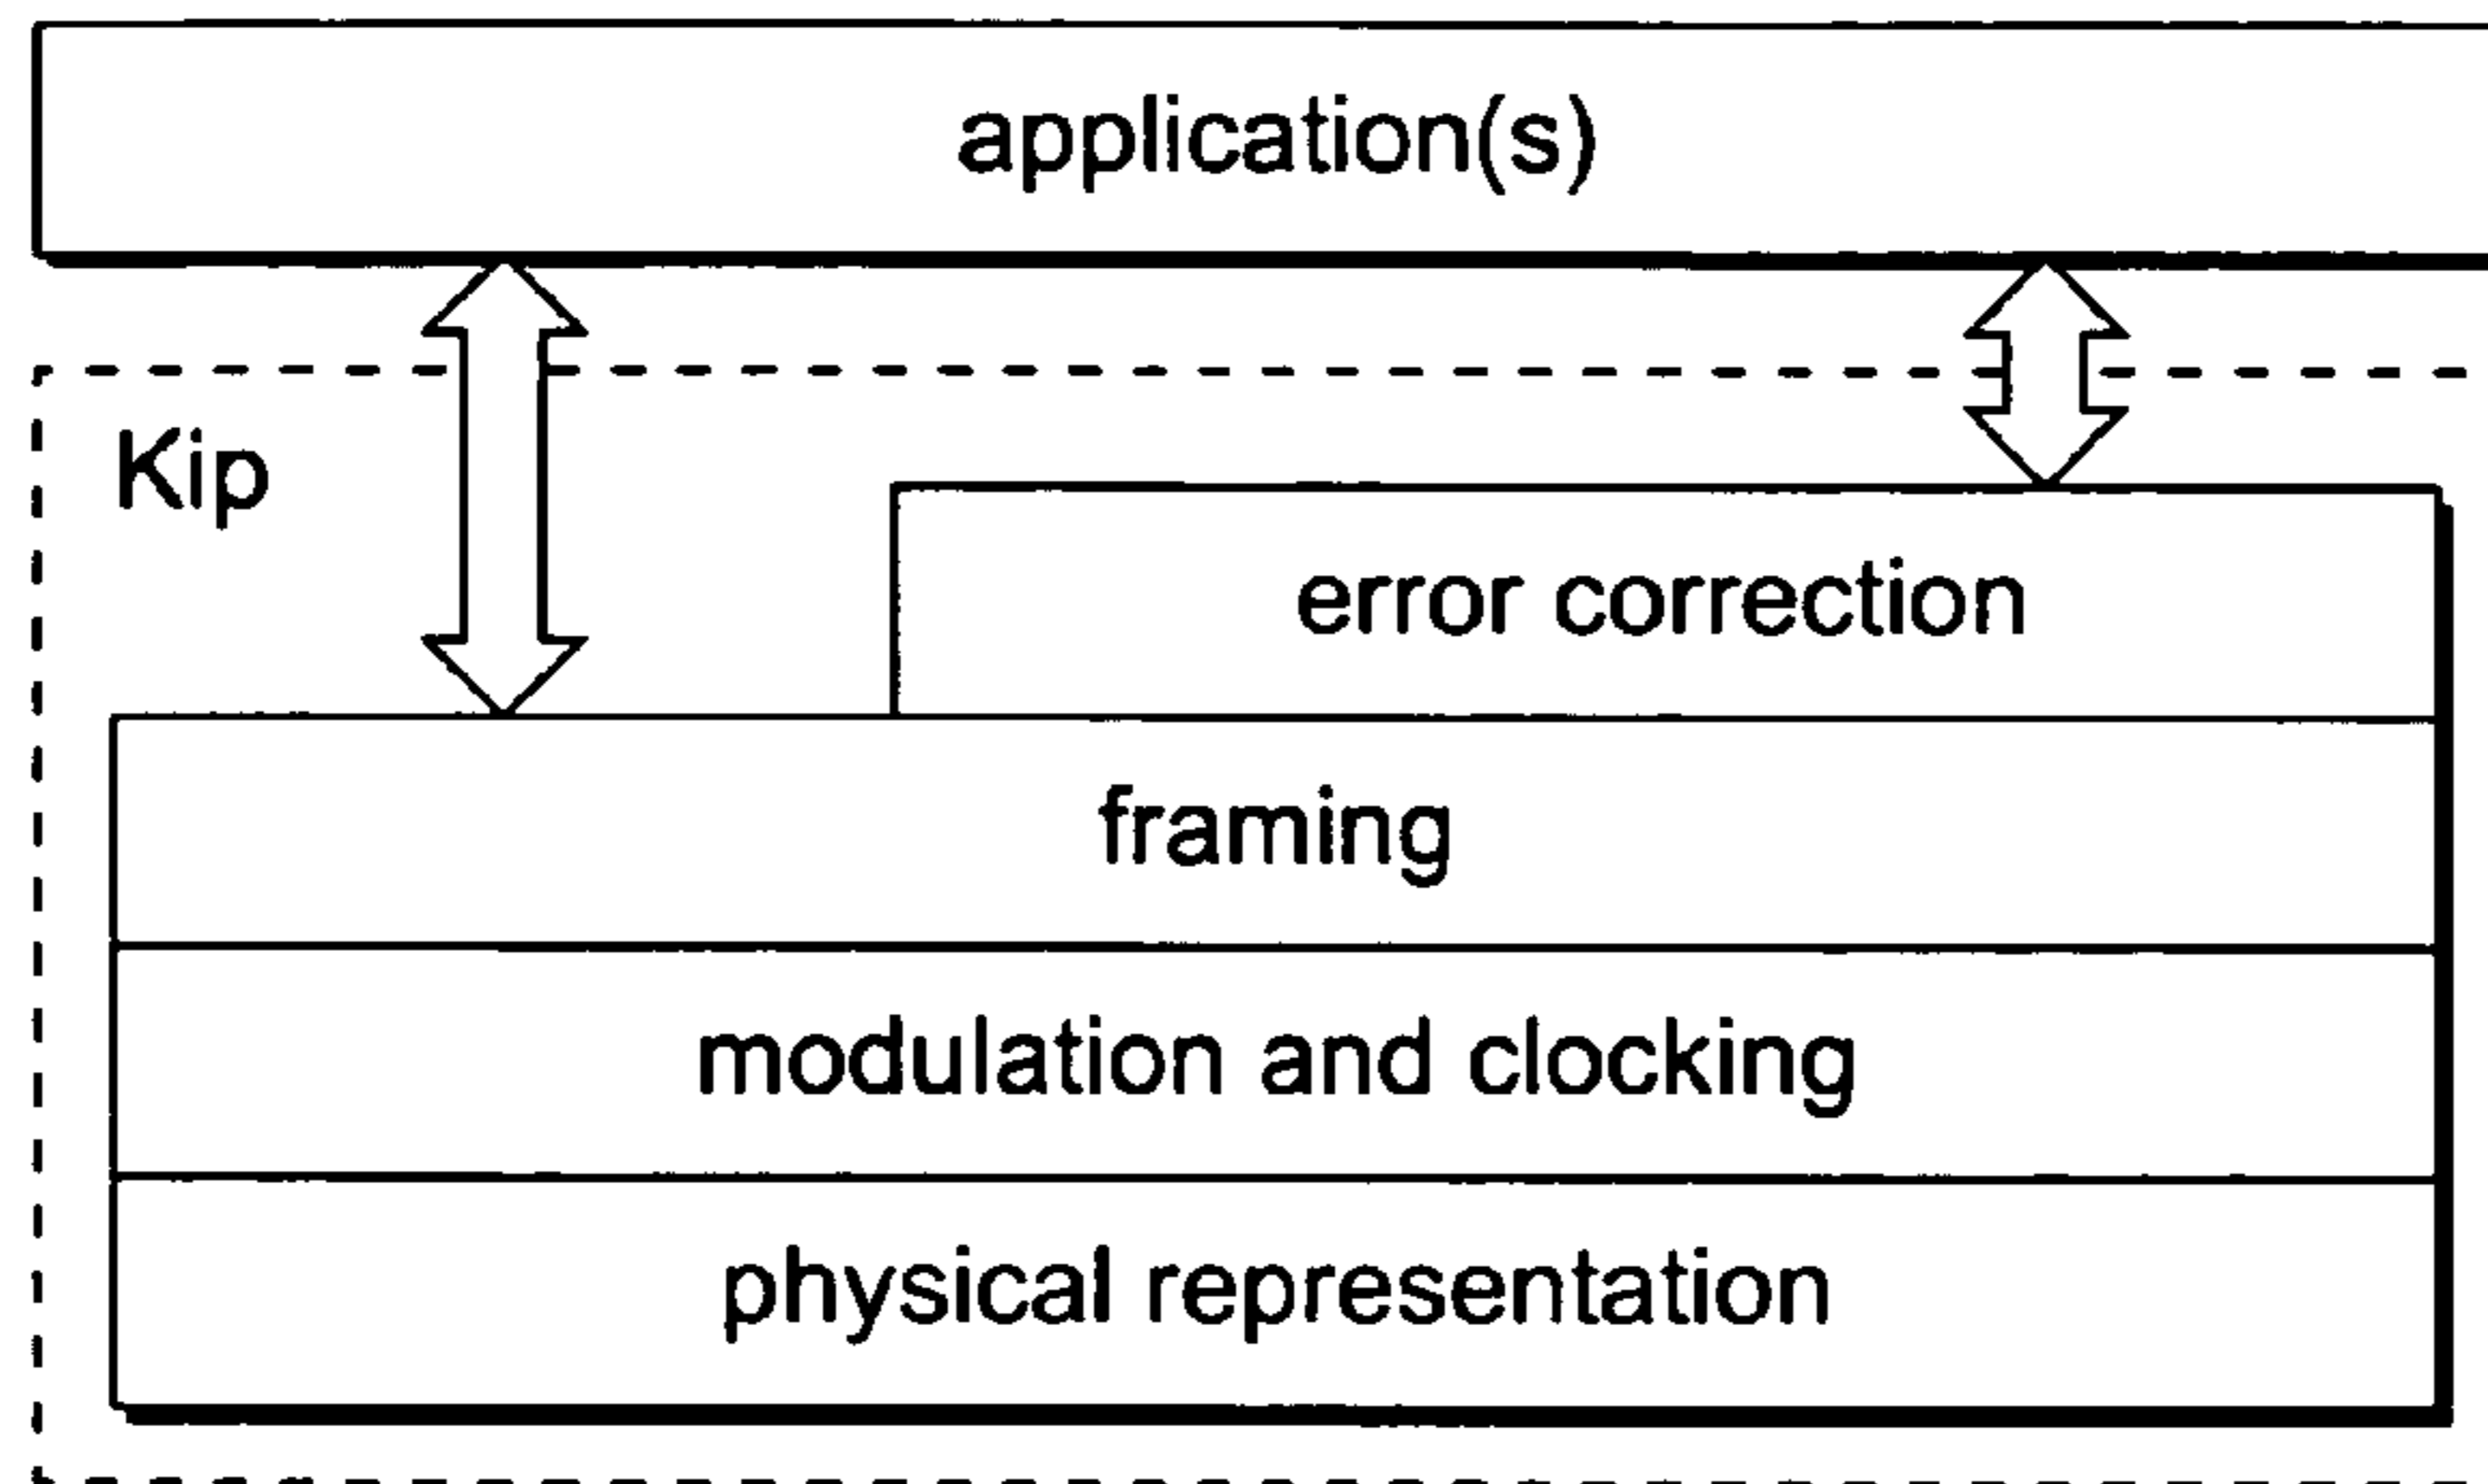 application(s)
Kip
error correction
framing
modulation and clocking
physical representation